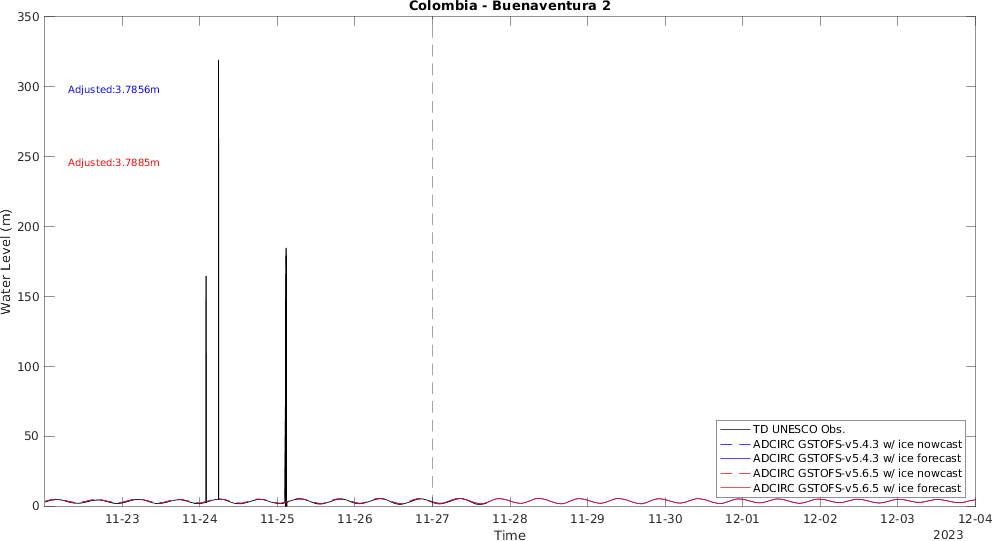 Colombia - Buenaventura 2
350
300
250
200
150
100
50
0
Water Level (m)
Adjusted:3.7856m
Adjusted:3.7885m
TD UNESCO Obs.
ADCIRC GSTOFS-v5.4.3 w/ ice nowcast
ADCIRC GSTOFS-v5.4.3 w/ ice forecast
ADCIRC GSTOFS-v5.6.5 w/ ice nowcast
ADCIRC GSTOFS-v5.6.5 w/ ice forecast
11-23 11-24 11-25 11-26 11-27 11-28 11-29 11-30 12-01 12-02 12-03 12-04
Time
2023